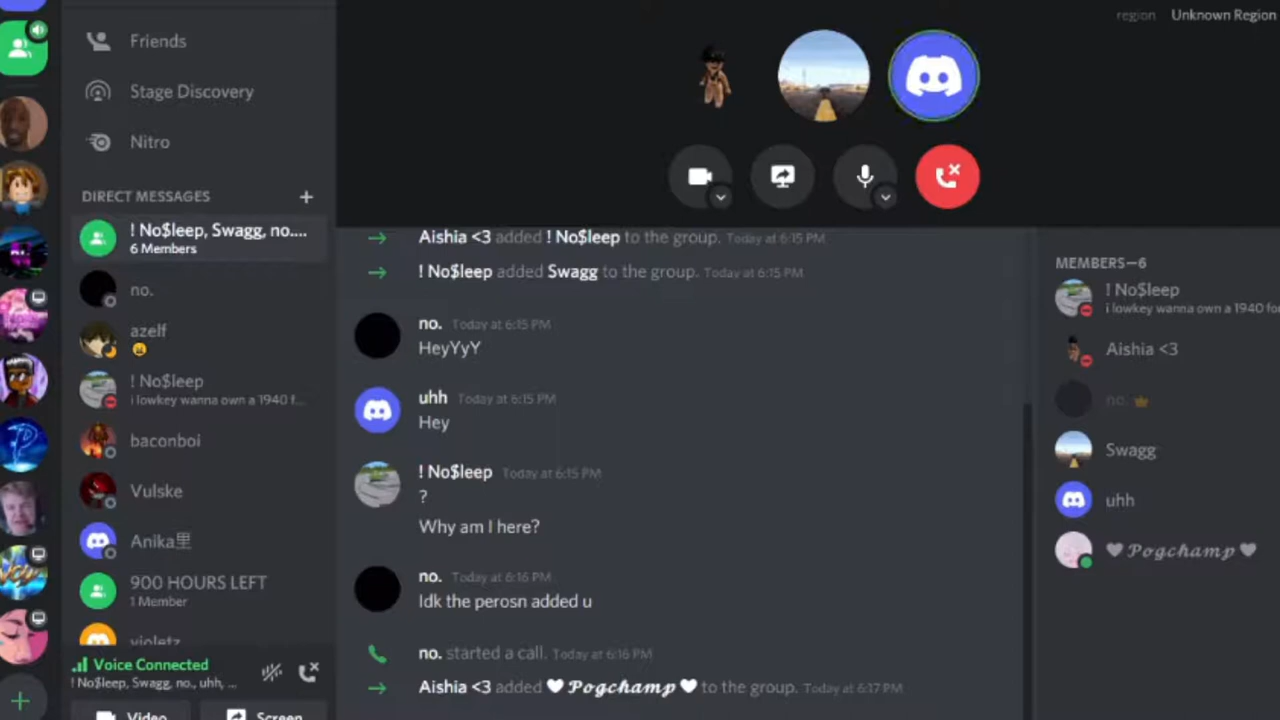 region Unknown Region
Friends
Stage Discovery
Nitro
DIRECT MESSAGES +
! No$leep, Swagg, no....
6 Members
no.
azelf
! No$leep
i lowkey wanna own a 1940 f...
baconboi
Vulske
Anika里
900 HOURS LEFT
1 Member
violetz
Voice Connected
! No$leep, Swagg, no., uhh, ...
Video
Screen
Aishia <3 added ! No$leep to the group. Today at 6:15 PM
! No$leep added Swagg to the group. Today at 6:15 PM
no. Today at 6:15 PM
HeyYyY
uhh Today at 6:15 PM
Hey
! No$leep Today at 6:15 PM
?
Why am I here?
no. Today at 6:16 PM
Idk the perosn added u
no. started a call. Today at 6:16 PM
Aishia <3 added 🖤 𝓟𝓸𝓰𝓬𝓱𝓪𝓶𝓹 🖤 to the group. Today at 6:17 PM
MEMBERS—6
! No$leep
i lowkey wanna own a 1940 for
Aishia <3
no.
Swagg
uhh
🖤 𝓟𝓸𝓰𝓬𝓱𝓪𝓶𝓹 🖤